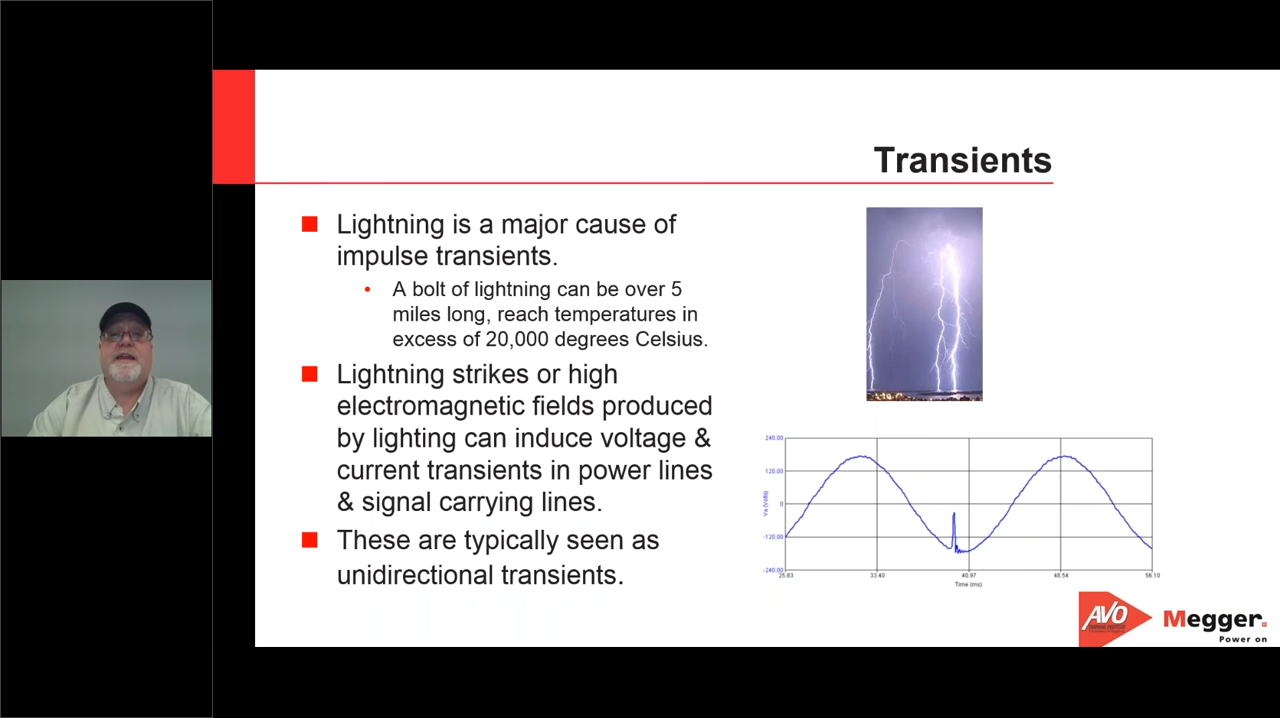 Transients
Lightning is a major cause of
impulse transients.
• A bolt of lightning can be over 5
miles long, reach temperatures in
excess of 20,000 degrees Celsius.
Lightning strikes or high
electromagnetic fields produced
by lighting can induce voltage &
current transients in power lines
& signal carrying lines.
These are typically seen as
unidirectional transients.
240.00
120.00
0
-120.00
-240.00
Va (Volts)
25.83 33.40 40.97 48.54 56.10
Time (ms)
AVO
Megger.
Power on